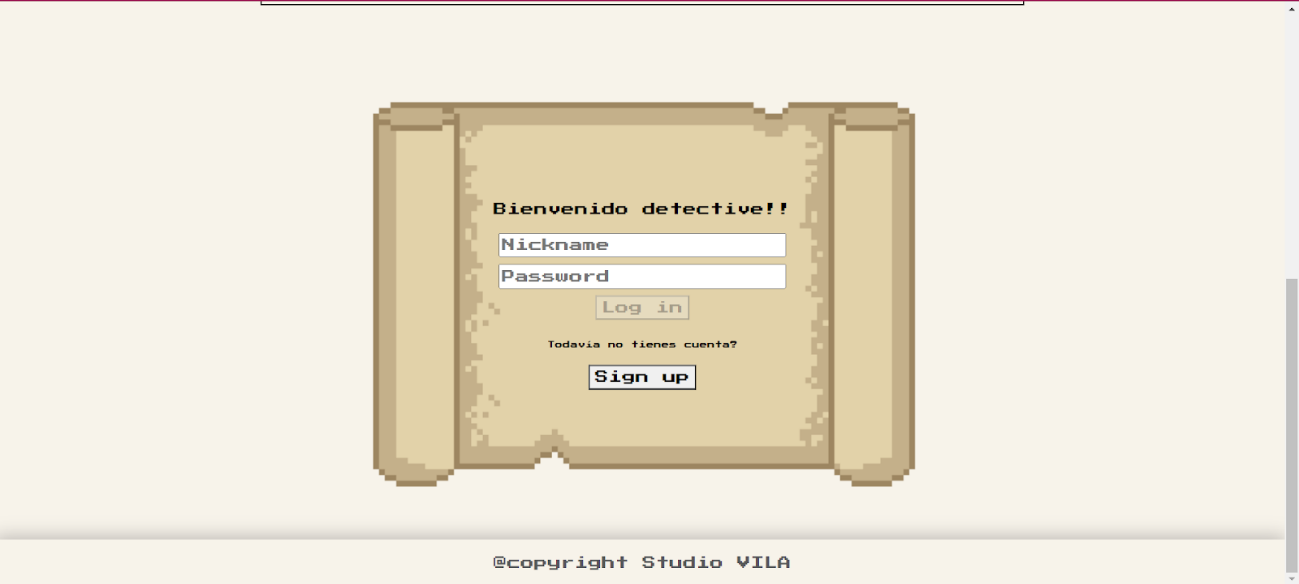 Bienvenido detective!!
Nickname
Password
Log in
Todavia no tienes cuenta?
Sign up
@copyright Studio VILA